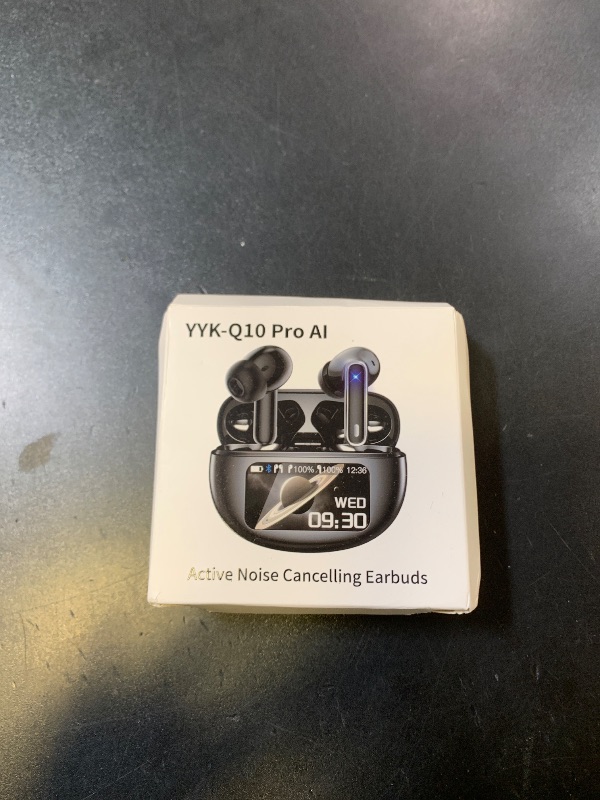 YYK-Q10 Pro AI
100% 100% 12:36
WED
09:30
Active Noise Cancelling Earbuds